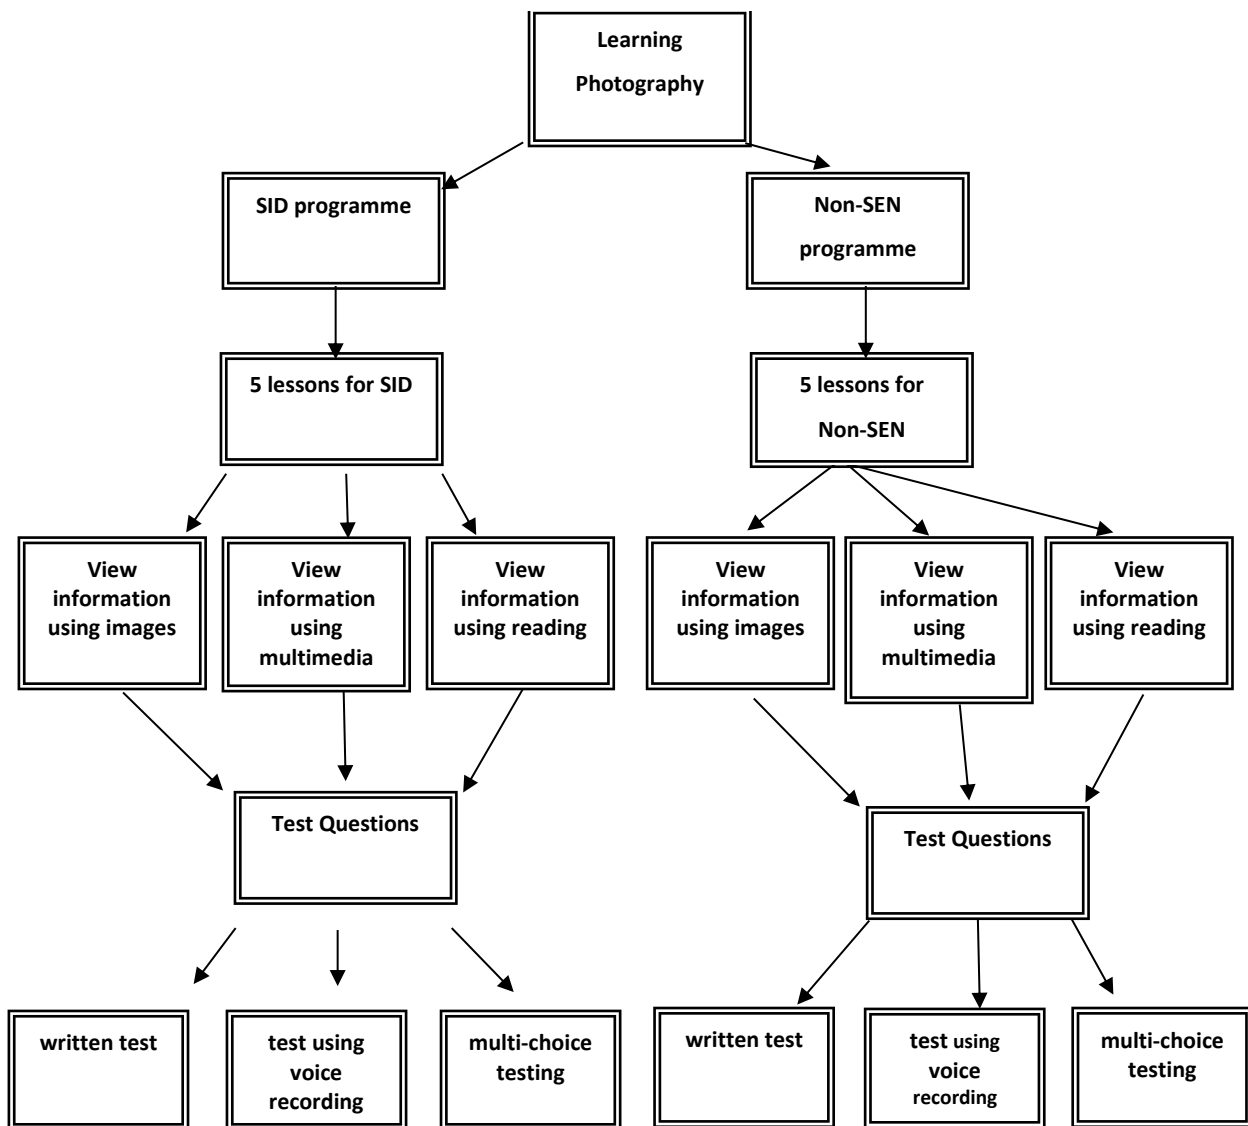 Learning
Photography
SID programme
Non-SEN
programme
5 lessons for SID
5 lessons for
Non-SEN
View
information
using images
View
information
using
multimedia
View
information
using reading
View
information
using images
View
information
using
multimedia
View
information
using reading
Test Questions
Test Questions
written test
test using
voice
recording
multi-choice
testing
written test
test using
voice
recording
multi-choice
testing